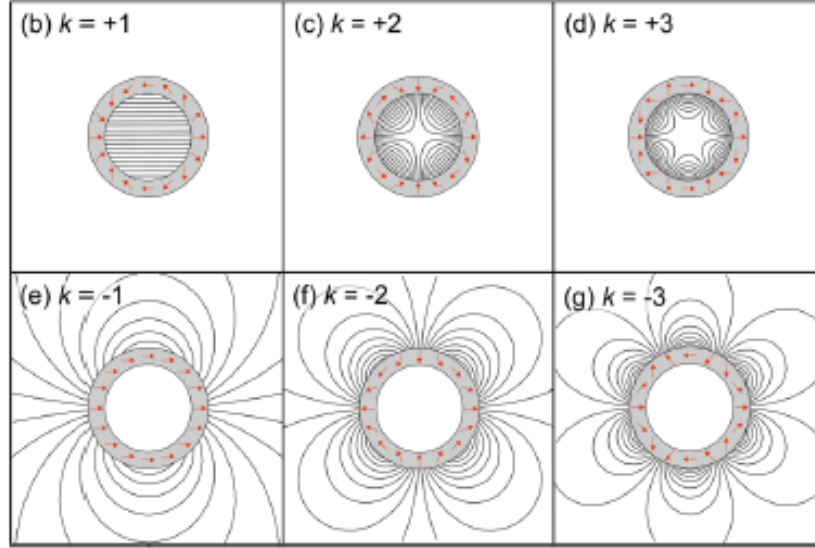 (b) k = +1
(c) k = +2
(d) k = +3
(e) k = -1
(f) k = -2
(g) k = -3